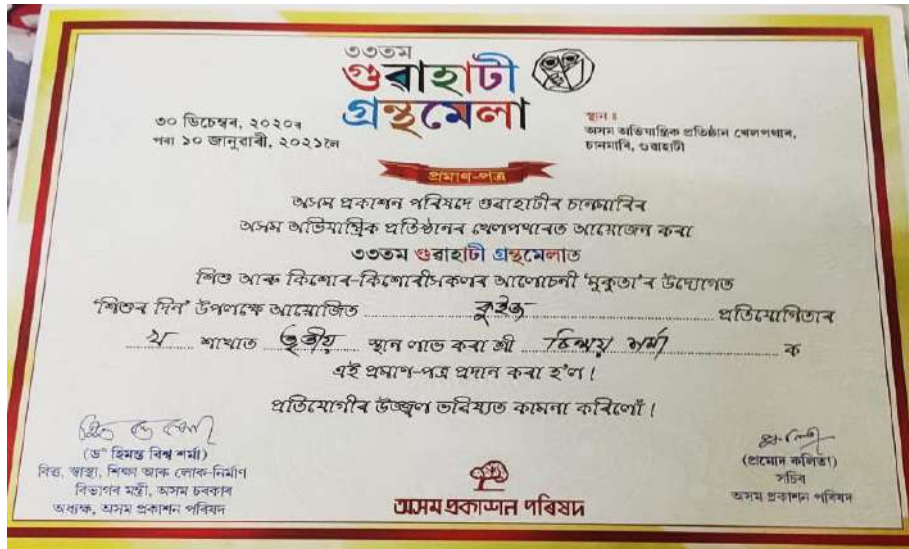 ৩৩তম
গুৱাহাটী
গ্ৰন্থমেলা
৩০ ডিচেম্বৰ, ২০২০ৰ
পৰা ১০ জানুৱাৰী, ২০২১লৈ
স্থান ঃ
অসম অভিযান্ত্ৰিক প্ৰতিষ্ঠান খেলপথাৰ,
চানমাৰি, গুৱাহাটী
প্ৰমাণ-পত্ৰ
অসম প্ৰকাশন পৰিষদে গুৱাহাটীৰ চানমাৰিৰ
অসম অভিযান্ত্ৰিক প্ৰতিষ্ঠানৰ খেলপথাৰত আয়োজন কৰা
৩৩তম গুৱাহাটী গ্ৰন্থমেলাত
শিশু আৰু কিশোৰ-কিশোৰীসকলৰ আলোচনী 'মুকুতা'ৰ উদ্যোগত
'শিশুৰ দিন' উপলক্ষে আয়োজিত কুইজ প্ৰতিযোগিতাৰ
খ শাখাত তৃতীয় স্থান লাভ কৰা শ্ৰী শৰ্মা ক
এই প্ৰমাণ-পত্ৰ প্ৰদান কৰা হ'ল।
প্ৰতিযোগীৰ উজ্জ্বল ভৱিষ্যত কামনা কৰিলোঁ।
(ড° হিমন্ত বিশ্ব শৰ্মা)
বিত্ত, স্বাস্থ্য, শিক্ষা আৰু লোক-নিৰ্মাণ
বিভাগৰ মন্ত্ৰী, অসম চৰকাৰ
অধ্যক্ষ, অসম প্ৰকাশন পৰিষদ
অসম প্ৰকাশন পৰিষদ
(প্ৰমোদ কলিতা)
সচিব
অসম প্ৰকাশন পৰিষদ